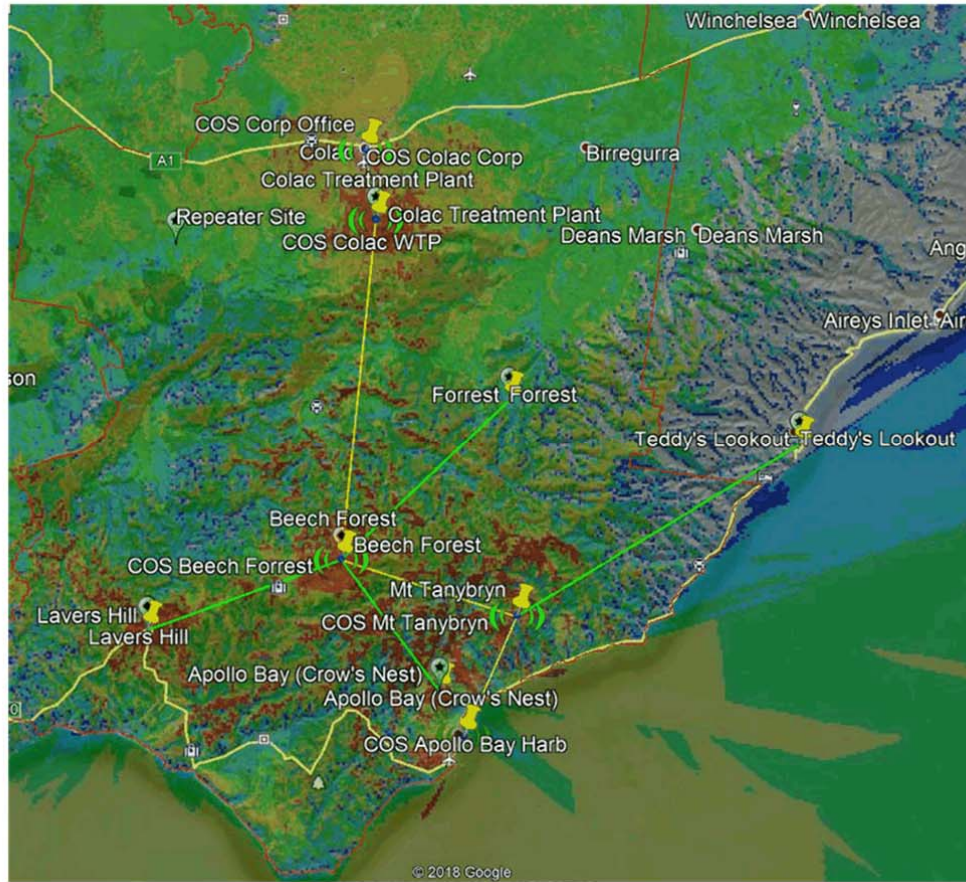 Winchelsea Winchelsea
COS Corp Office
A1
COS Colac Corp
Birregurra
Colac Treatment Plant
Repeater Site
Colac Treatment Plant
COS Colac WTP
Deans Marsh Deans Marsh
Ang
Aireys Inlet Air
son
Forrest Forrest
Teddy's Lookout Teddy's Lookout
Beech Forest
Beech Forest
COS Beech Forrest
Mt Tanybryn
Lavers Hill
COS Mt Tanybryn
Lavers Hill
Apollo Bay (Crow's Nest)
Apollo Bay (Crow's Nest)
COS Apollo Bay Harb
© 2018 Google